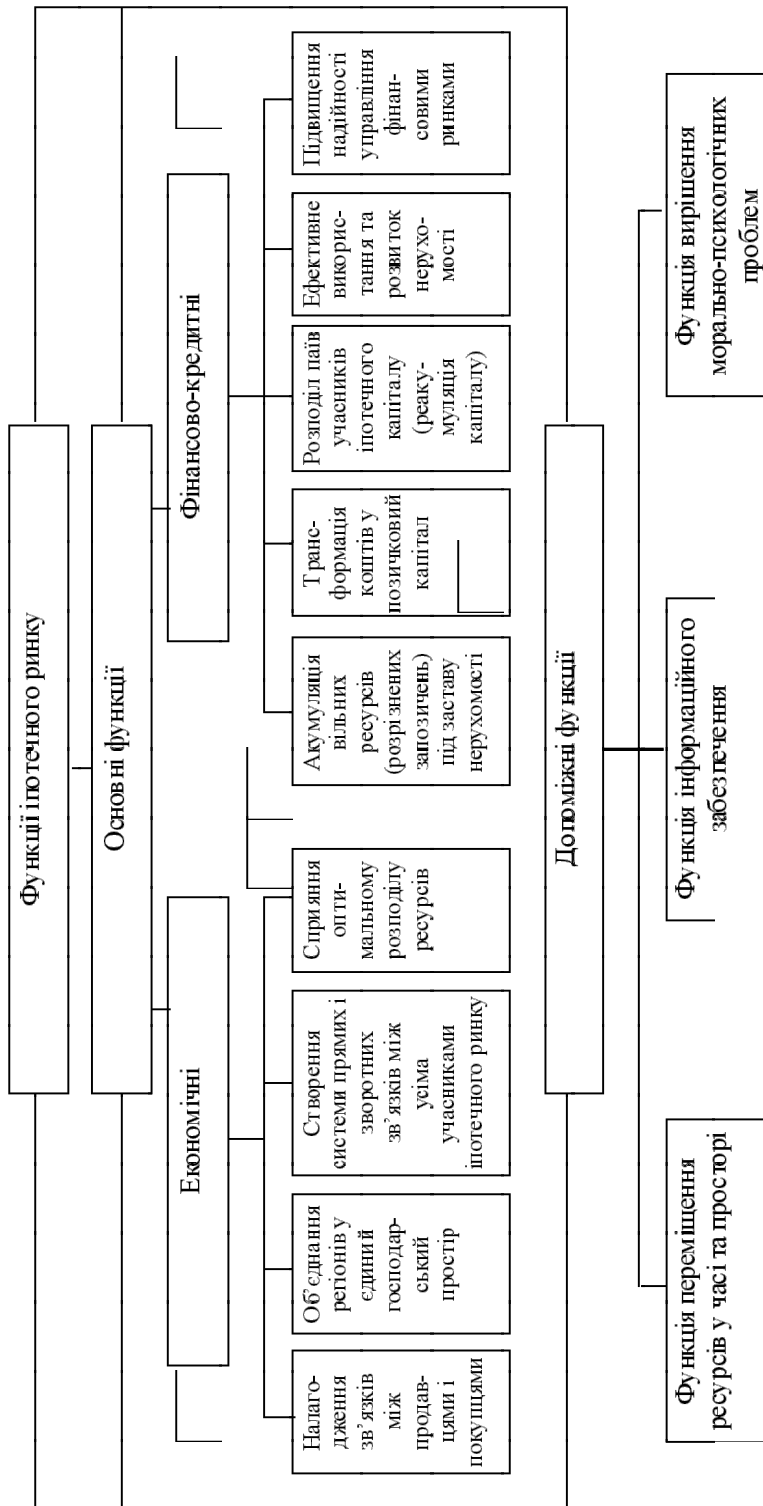 Функції іпотечного ринку
Основні функції
Економічні
Фінансово-кредитні
Налаго-
дження
зв’язків
між
продав-
цями і
покупцями
Об’єднання
регіонів у
єдиний
господар-
ський
простір
Створення
системи прямих і
зворотних
зв’язків між
усіма
учасниками
іпотечного ринку
Сприяння
опти-
мальному
розподілу
ресурсів
Акумуляція
вільних
ресурсів
(розрізнених
запозичень)
під заставу
нерухомості
Транс-
формація
коштів у
позичковий
капітал
Розподіл паїв
учасників
іпотечного
капіталу
(реаку-
муляція
капіталу)
Ефективне
викорис-
тання та
розвиток
нерухо-
мості
Підвищення
надійності
управління
фінан-
совими
ринками
Допоміжні функції
Функція переміщення
ресурсів у часі та просторі
Функція інформаційного
забезпечення
Функція вирішення
морально-психологічних
проблем